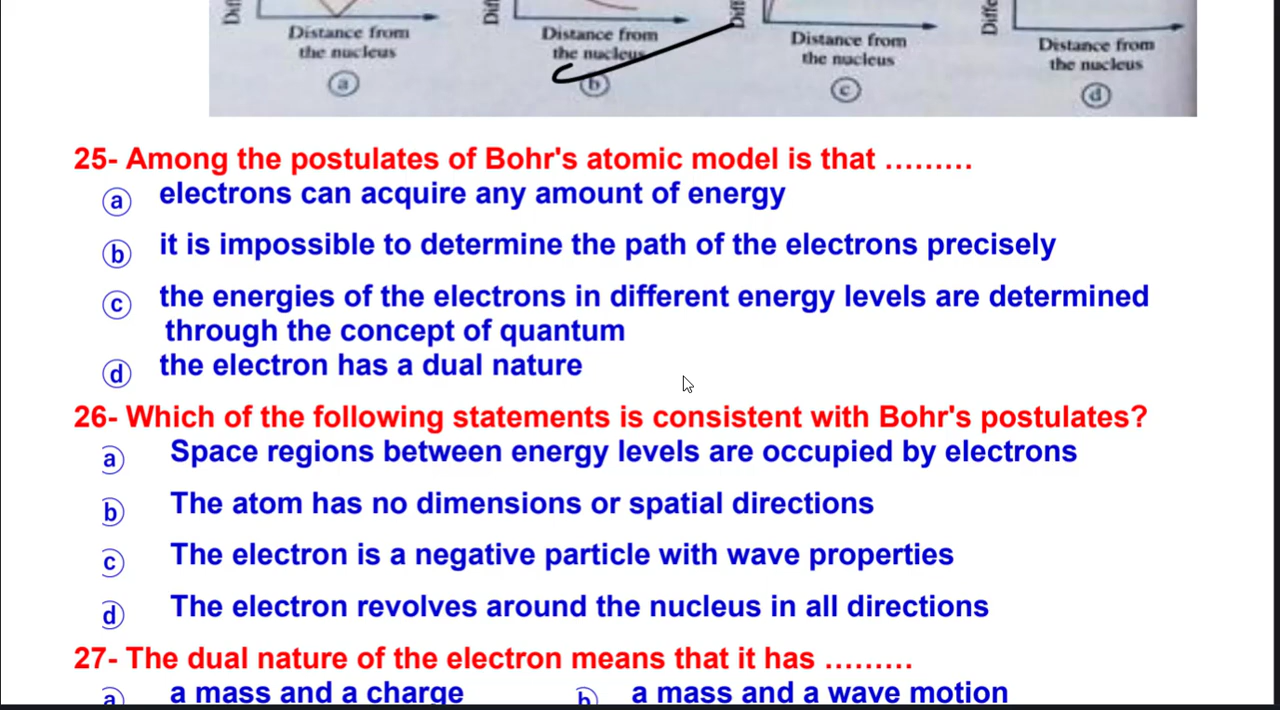 Diff
Diff
Diff
Diffe
Distance from
the nucleus
a
Distance from
the nucleus
b
Distance from
the nucleus
c
Distance from
the nucleus
d
25- Among the postulates of Bohr's atomic model is that .........
a electrons can acquire any amount of energy
b it is impossible to determine the path of the electrons precisely
c the energies of the electrons in different energy levels are determined
through the concept of quantum
d the electron has a dual nature
26- Which of the following statements is consistent with Bohr's postulates?
a Space regions between energy levels are occupied by electrons
b The atom has no dimensions or spatial directions
c The electron is a negative particle with wave properties
d The electron revolves around the nucleus in all directions
27- The dual nature of the electron means that it has .........
a a mass and a charge b a mass and a wave motion